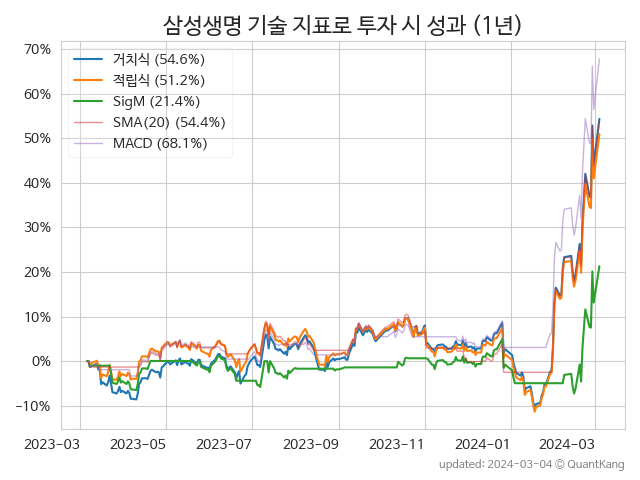 삼성생명 기술 지표로 투자 시 성과 (1년)
거치식 (54.6%)
적립식 (51.2%)
SigM (21.4%)
SMA(20) (54.4%)
MACD (68.1%)
70%
60%
50%
40%
30%
20%
10%
0%
−10%
2023-03 2023-05 2023-07 2023-09 2023-11 2024-01 2024-03
updated: 2024-03-04 © QuantKang